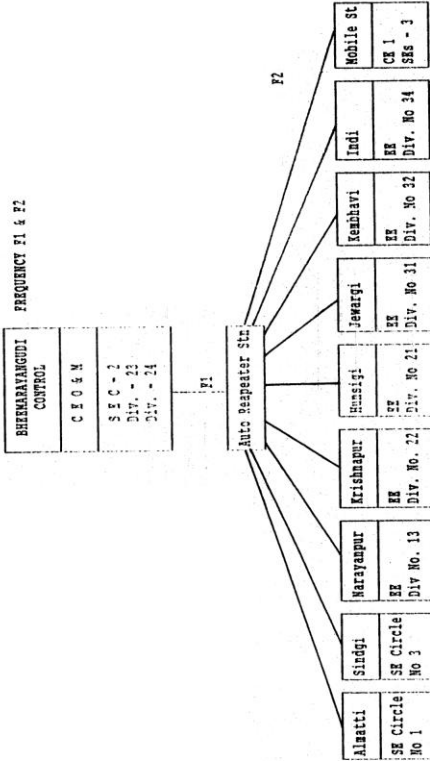 BHEEMARAYANGUDI
CONTROL
FREQUENCY F1 & F2
C E O & M
S E C - 2
Div. - 23
Div. - 24
F1
Auto Reapeater Stn
F2
Almatti
SE Circle
No 1
Sindgi
SE Circle
No 3
Narayanpur
EE
Div No. 13
Krishnapur
EE
Div. No. 22
Hunsigi
EE
Div. No 21
Jewargi
EE
Div. No 31
Kembhavi
EE
Div. No 32
Indi
EE
Div. No 34
Mobile St
CE 1
SEs - 3